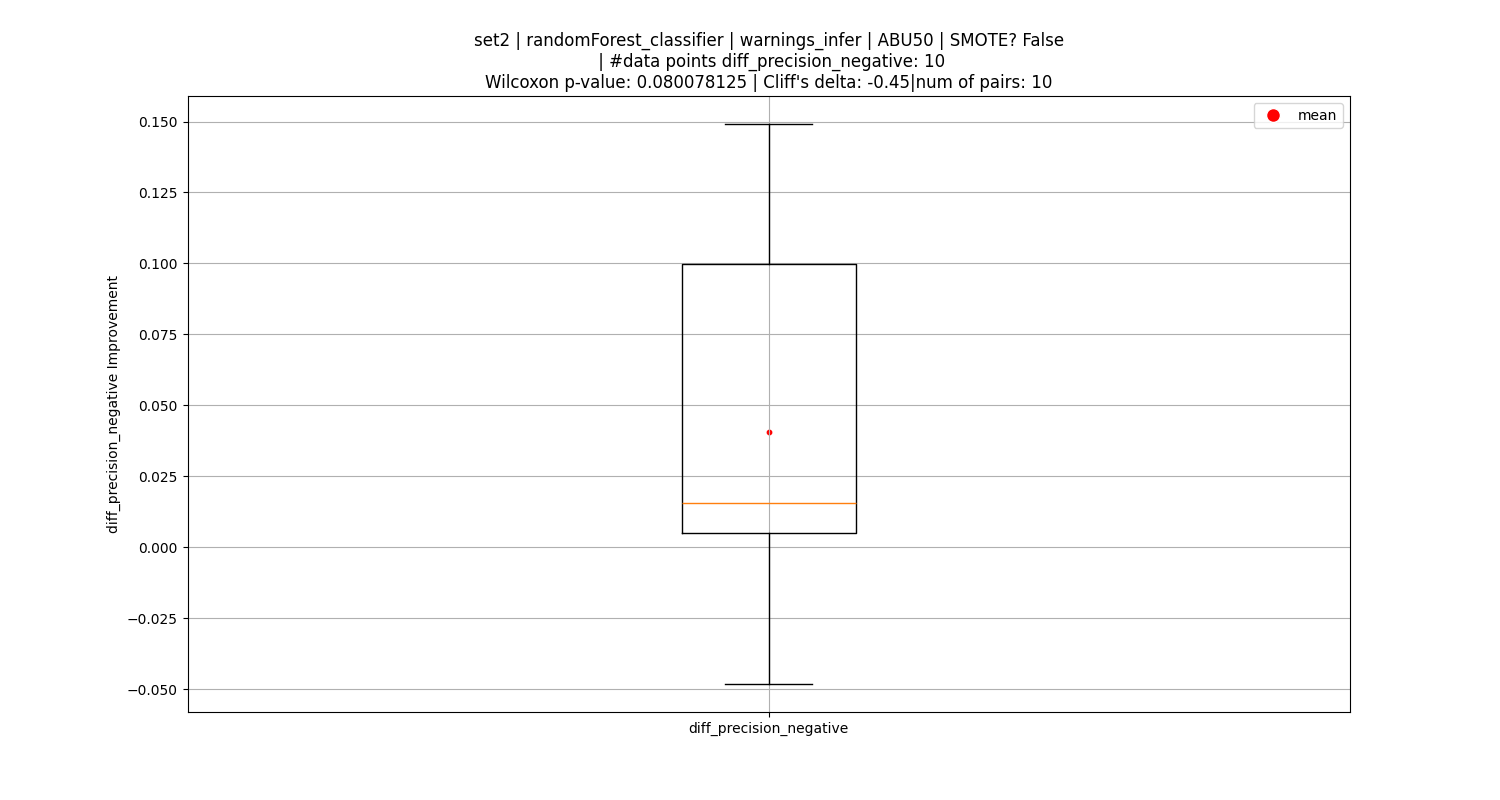 set2 | randomForest_classifier | warnings_infer | ABU50 | SMOTE? False
| #data points diff_precision_negative: 10
Wilcoxon p-value: 0.080078125 | Cliff's delta: -0.45|num of pairs: 10
mean
0.150
0.125
0.100
0.075
0.050
0.025
0.000
−0.025
−0.050
diff_precision_negative Improvement
diff_precision_negative